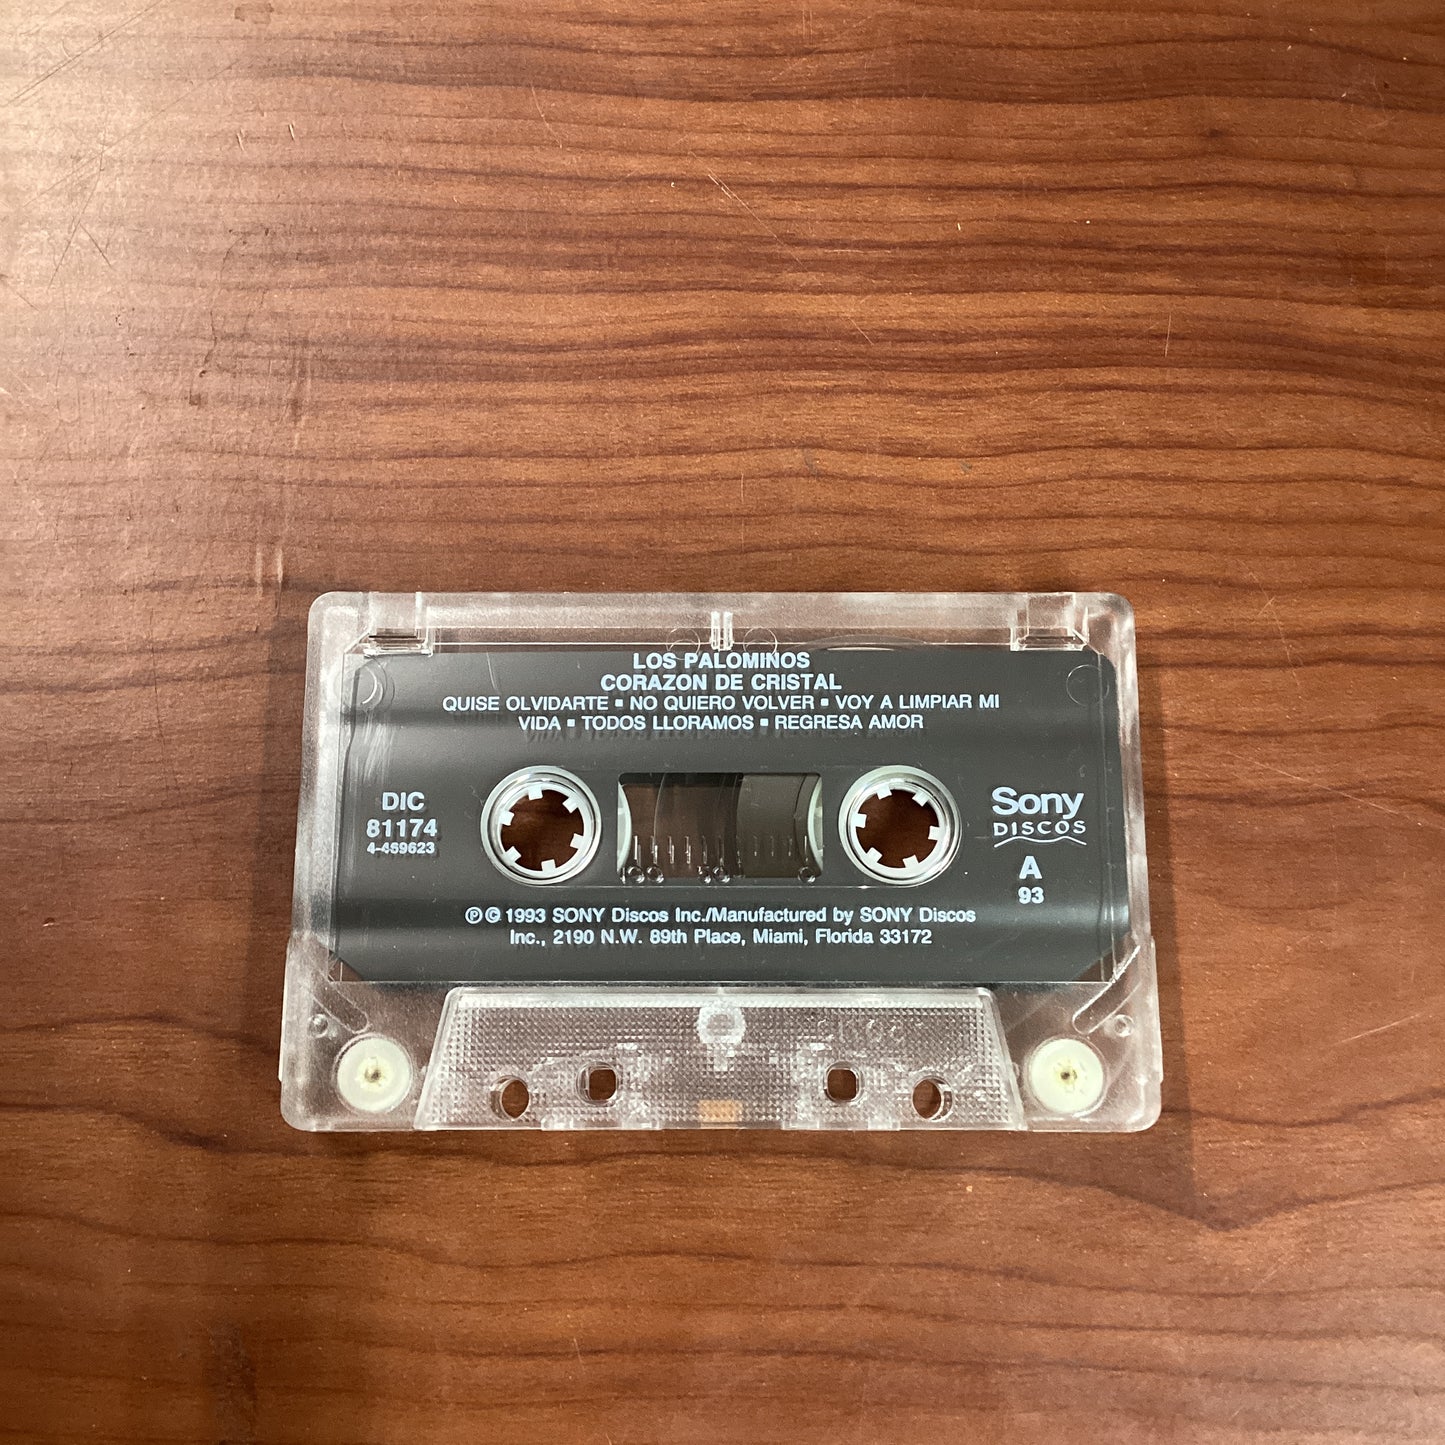 LOS PALOMINOS
CORAZON DE CRISTAL
QUISE OLVIDARTE ▪ NO QUIERO VOLVER ▪ VOY A LIMPIAR MI
VIDA ▪ TODOS LLORAMOS ▪ REGRESA AMOR
DIC
81174
4-469623
Sony
DISCOS
A
93
℗ © 1993 SONY Discos Inc./Manufactured by SONY Discos
Inc., 2190 N.W. 89th Place, Miami, Florida 33172